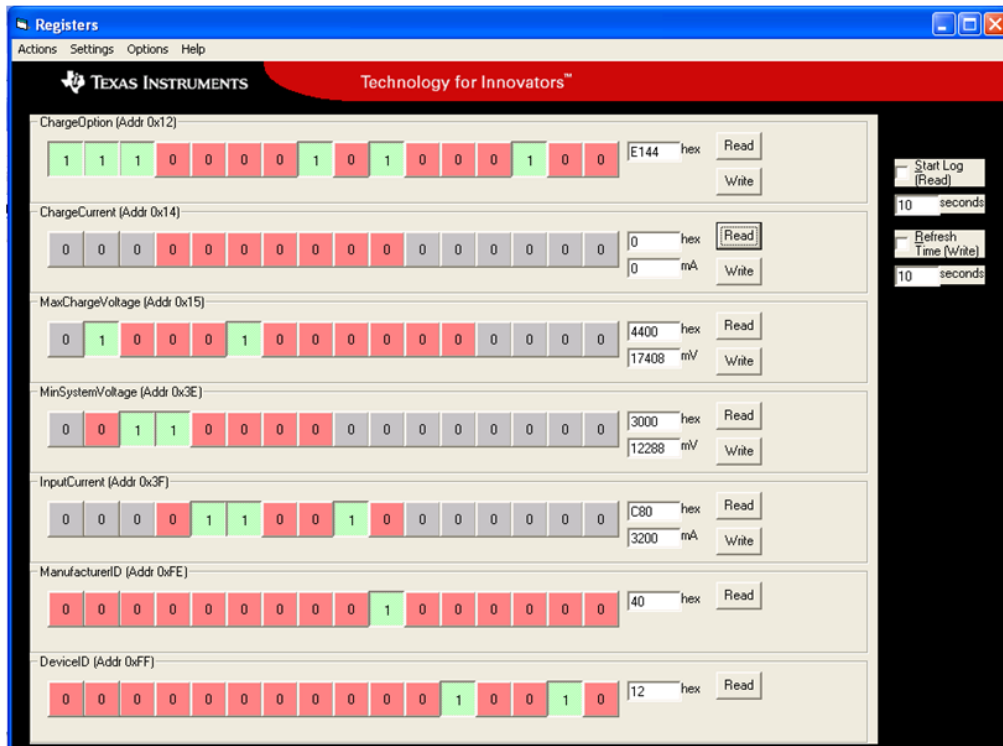 Registers
Actions Settings Options Help
TEXAS INSTRUMENTS Technology for Innovators™
ChargeOption (Addr 0x12)
1 1 1 0 0 0 0 1 0 1 0 0 0 1 0 0 E144 hex Read
Write
Start Log (Read)
10 seconds
ChargeCurrent (Addr 0x14)
0 0 0 0 0 0 0 0 0 0 0 0 0 0 0 0 0 hex Read
0 mA Write
Refresh Time (Write)
10 seconds
MaxChargeVoltage (Addr 0x15)
0 1 0 0 0 1 0 0 0 0 0 0 0 0 0 0 4400 hex Read
17408 mV Write
MinSystemVoltage (Addr 0x3E)
0 0 1 1 0 0 0 0 0 0 0 0 0 0 0 0 3000 hex Read
12288 mV Write
InputCurrent (Addr 0x3F)
0 0 0 0 1 1 0 0 1 0 0 0 0 0 0 0 C80 hex Read
3200 mA Write
ManufacturerID (Addr 0xFE)
0 0 0 0 0 0 0 0 0 1 0 0 0 0 0 0 40 hex Read
DeviceID (Addr 0xFF)
0 0 0 0 0 0 0 0 0 0 0 1 0 0 1 0 12 hex Read